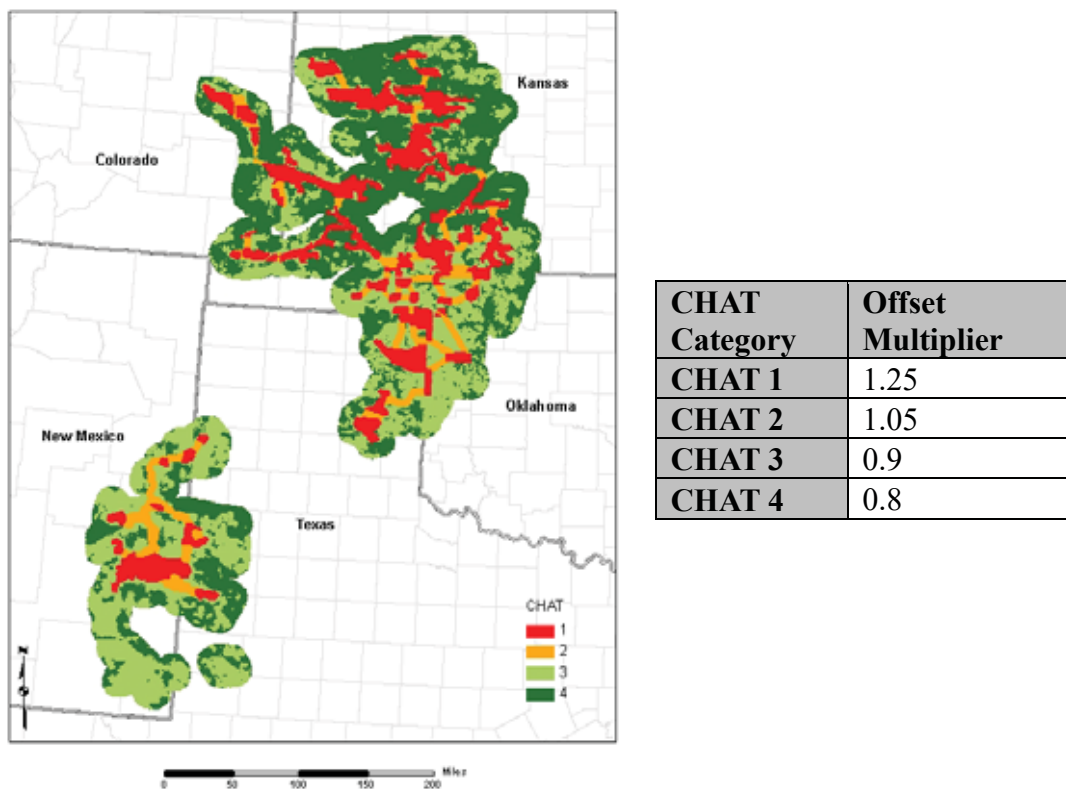 Kansas
Colorado
Oklahoma
New Mexico
Texas
CHAT
1
2
3
4
N
Miles
0 50 100 150 200
CHAT Category Offset Multiplier
CHAT 1 1.25
CHAT 2 1.05
CHAT 3 0.9
CHAT 4 0.8